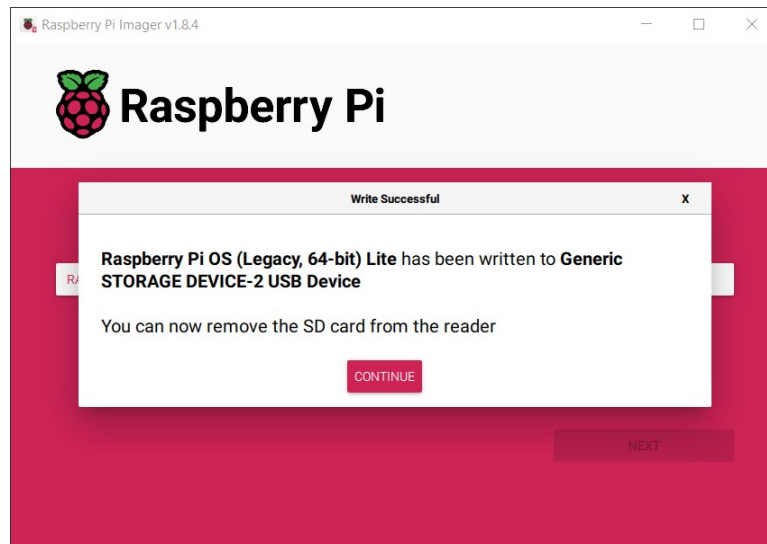 Raspberry Pi Imager v1.8.4
Raspberry Pi
Write Successful
X
Raspberry Pi OS (Legacy, 64-bit) Lite has been written to Generic
STORAGE DEVICE-2 USB Device
RA
You can now remove the SD card from the reader
CONTINUE
NEXT